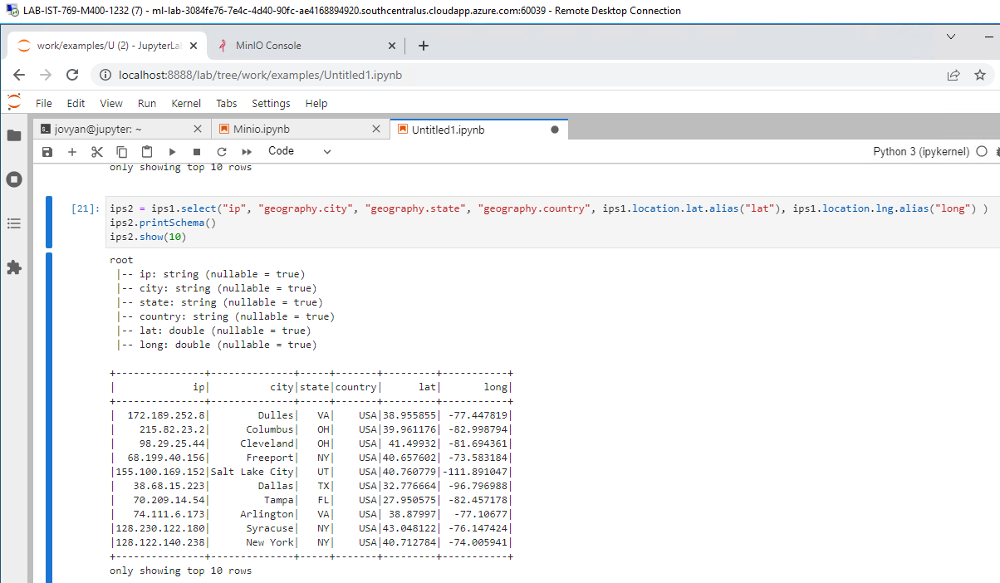 LAB-IST-769-M400-1232 (7) - ml-lab-3084fe76-7e4c-4d40-90fc-ae4168894920.southcentralus.cloudapp.azure.com:60039 - Remote Desktop Connection
work/examples/U (2) - JupyterLa
MinIO Console
localhost:8888/lab/tree/work/examples/Untitled1.ipynb
File Edit View Run Kernel Tabs Settings Help
jovyan@jupyter: ~
Minio.ipynb
Untitled1.ipynb
Code
Python 3 (ipykernel)
only showing top 10 rows
[21]: ips2 = ips1.select("ip", "geography.city", "geography.state", "geography.country", ips1.location.lat.alias("lat"), ips1.location.lng.alias("long") )
ips2.printSchema()
ips2.show(10)
root
 |-- ip: string (nullable = true)
 |-- city: string (nullable = true)
 |-- state: string (nullable = true)
 |-- country: string (nullable = true)
 |-- lat: double (nullable = true)
 |-- long: double (nullable = true)
+---------------+--------------+-----+-------+---------+-----------+
|             ip|          city|state|country|      lat|       long|
+---------------+--------------+-----+-------+---------+-----------+
|  172.189.252.8|        Dulles|   VA|    USA|38.955855| -77.447819|
|    215.82.23.2|      Columbus|   OH|    USA|39.961176| -82.998794|
|    98.29.25.44|     Cleveland|   OH|    USA| 41.49932| -81.694361|
|  68.199.40.156|      Freeport|   NY|    USA|40.657602| -73.583184|
|155.100.169.152|Salt Lake City|   UT|    USA|40.760779|-111.891047|
|   38.68.15.223|        Dallas|   TX|    USA|32.776664| -96.796988|
|   70.209.14.54|         Tampa|   FL|    USA|27.950575| -82.457178|
|   74.111.6.173|     Arlington|   VA|    USA| 38.87997|  -77.10677|
|128.230.122.180|      Syracuse|   NY|    USA|43.048122| -76.147424|
|128.122.140.238|      New York|   NY|    USA|40.712784| -74.005941|
+---------------+--------------+-----+-------+---------+-----------+
only showing top 10 rows